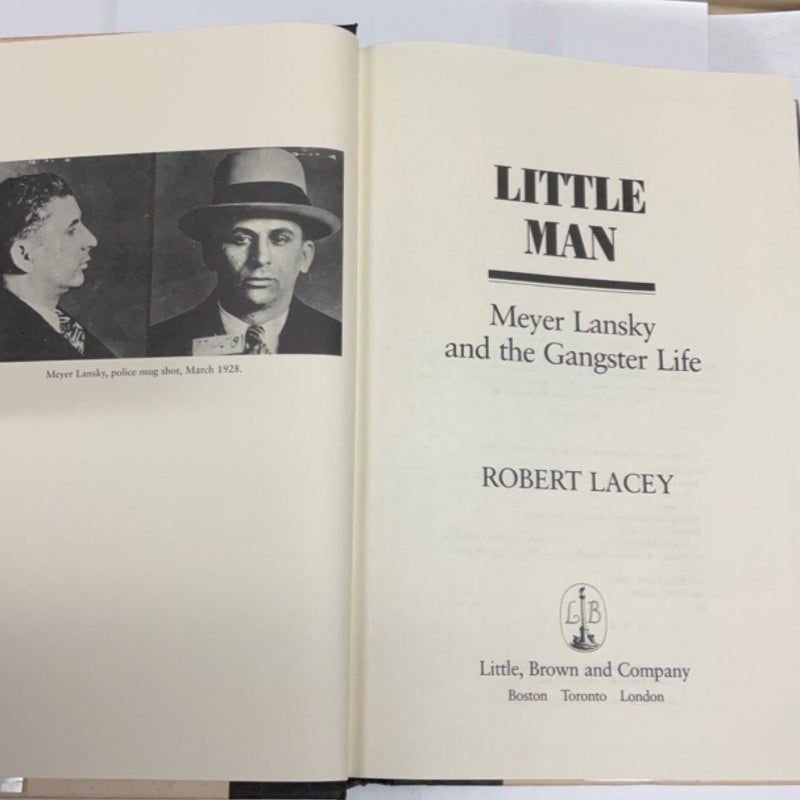 Meyer Lansky, police mug shot, March 1928.
LITTLE
MAN
Meyer Lansky
and the Gangster Life
ROBERT LACEY
L B
Little, Brown and Company
Boston Toronto London